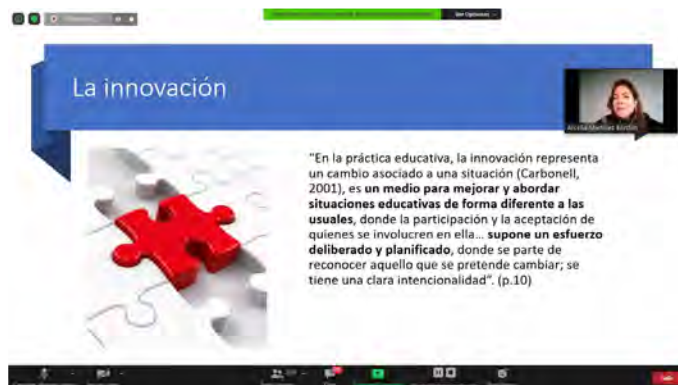 La innovación
"En la práctica educativa, la innovación representa
un cambio asociado a una situación (Carbonell,
2001), es un medio para mejorar y abordar
situaciones educativas de forma diferente a las
usuales, donde la participación y la aceptación de
quienes se involucren en ella... supone un esfuerzo
deliberado y planificado, donde se parte de
reconocer aquello que se pretende cambiar; se
tiene una clara intencionalidad". (p.10)